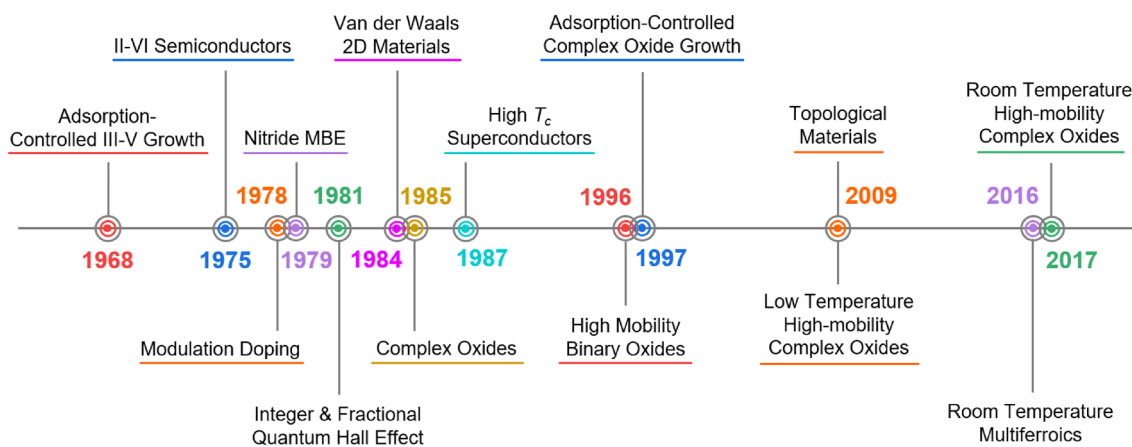 Adsorption-
Controlled III-V Growth
II-VI Semiconductors
Nitride MBE
Van der Waals
2D Materials
High Tc
Superconductors
Adsorption-Controlled
Complex Oxide Growth
Topological
Materials
Room Temperature
High-mobility
Complex Oxides
1968
1975
1978
1979
1981
1984
1985
1987
1996
1997
2009
2016
2017
Modulation Doping
Integer & Fractional
Quantum Hall Effect
Complex Oxides
High Mobility
Binary Oxides
Low Temperature
High-mobility
Complex Oxides
Room Temperature
Multiferroics